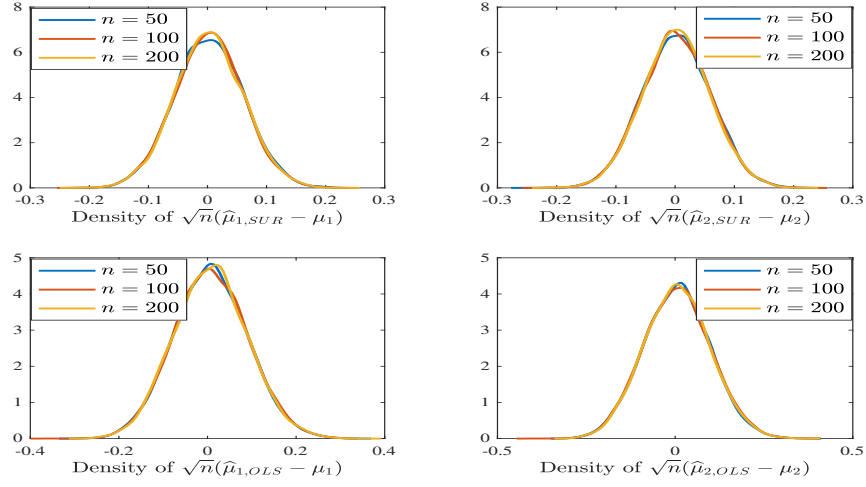 8
6
4
2
0
-0.3 -0.2 -0.1 0 0.1 0.2 0.3
n = 50
n = 100
n = 200
Density of √n(μ̂₁,SUR − μ₁)
8
6
4
2
0
-0.3 -0.2 -0.1 0 0.1 0.2 0.3
n = 50
n = 100
n = 200
Density of √n(μ̂₂,SUR − μ₂)
5
4
3
2
1
0
-0.4 -0.2 0 0.2 0.4
n = 50
n = 100
n = 200
Density of √n(μ̂₁,OLS − μ₁)
5
4
3
2
1
0
-0.5 0 0.5
n = 50
n = 100
n = 200
Density of √n(μ̂₂,OLS − μ₂)